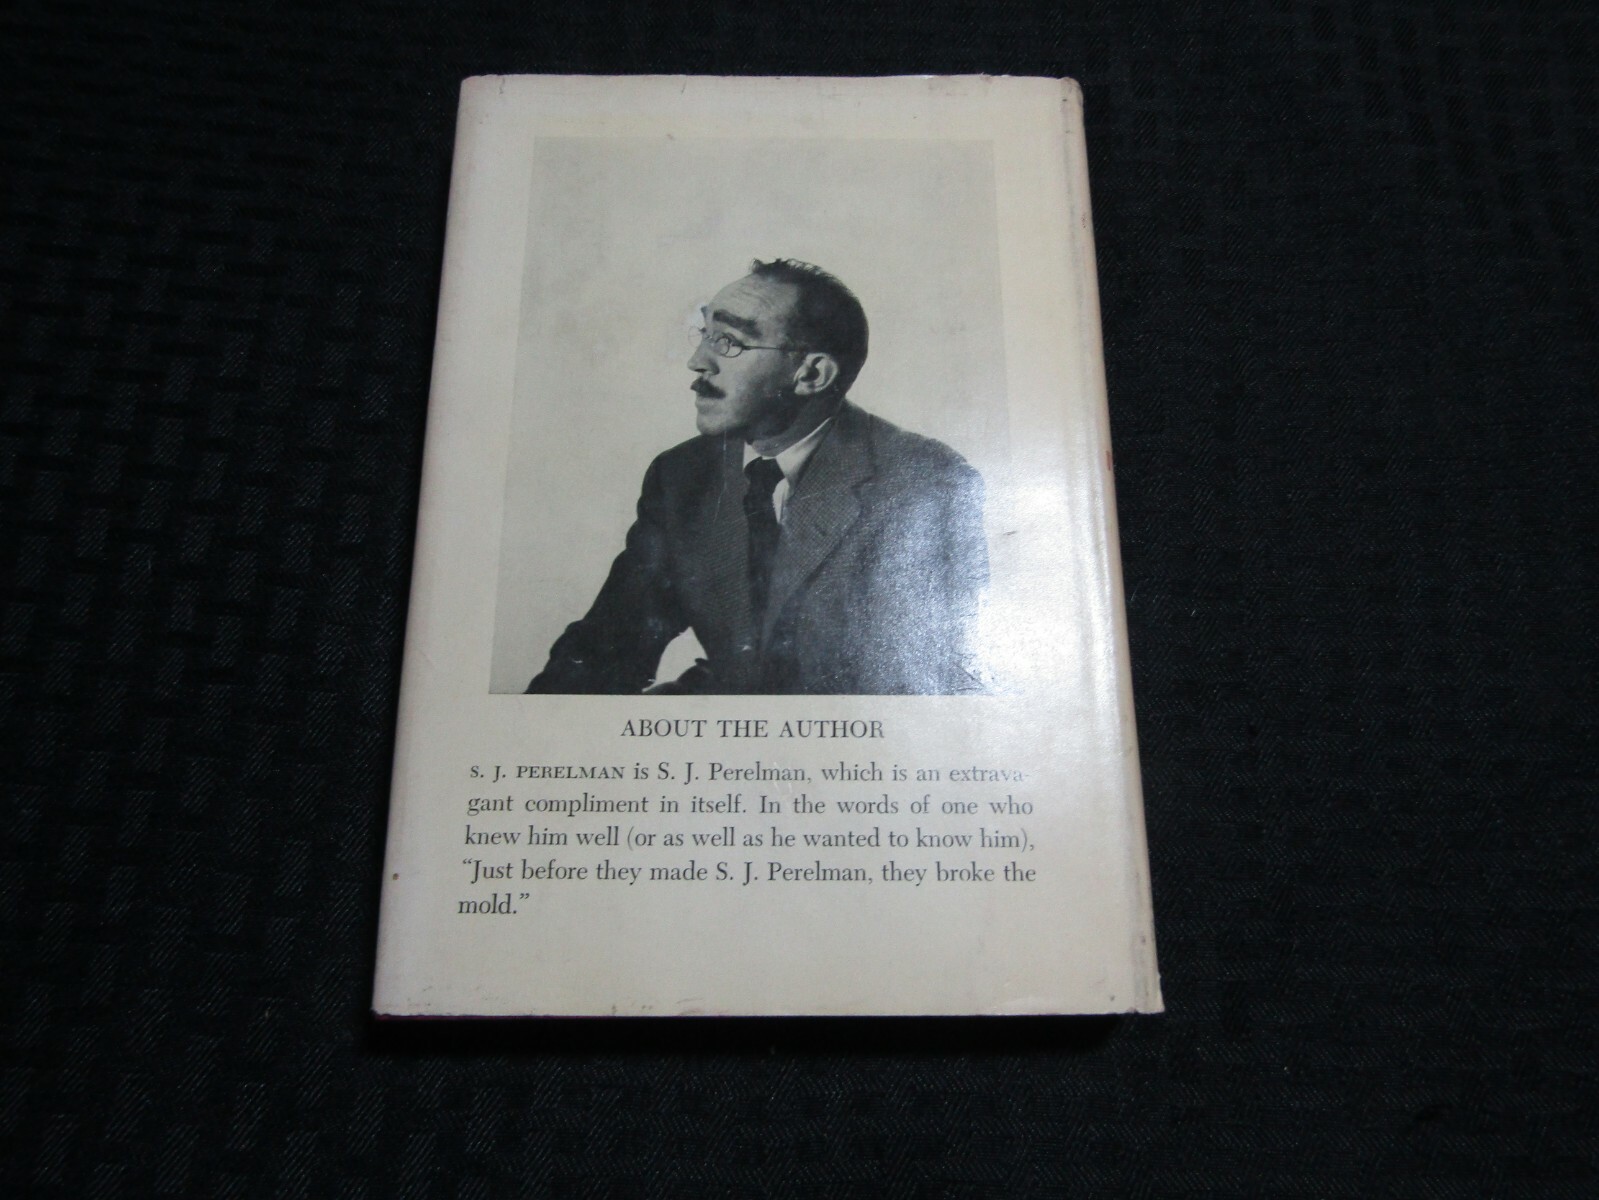 ABOUT THE AUTHOR
S. J. PERELMAN is S. J. Perelman, which is an extrava-
gant compliment in itself. In the words of one who
knew him well (or as well as he wanted to know him),
“Just before they made S. J. Perelman, they broke the
mold.”